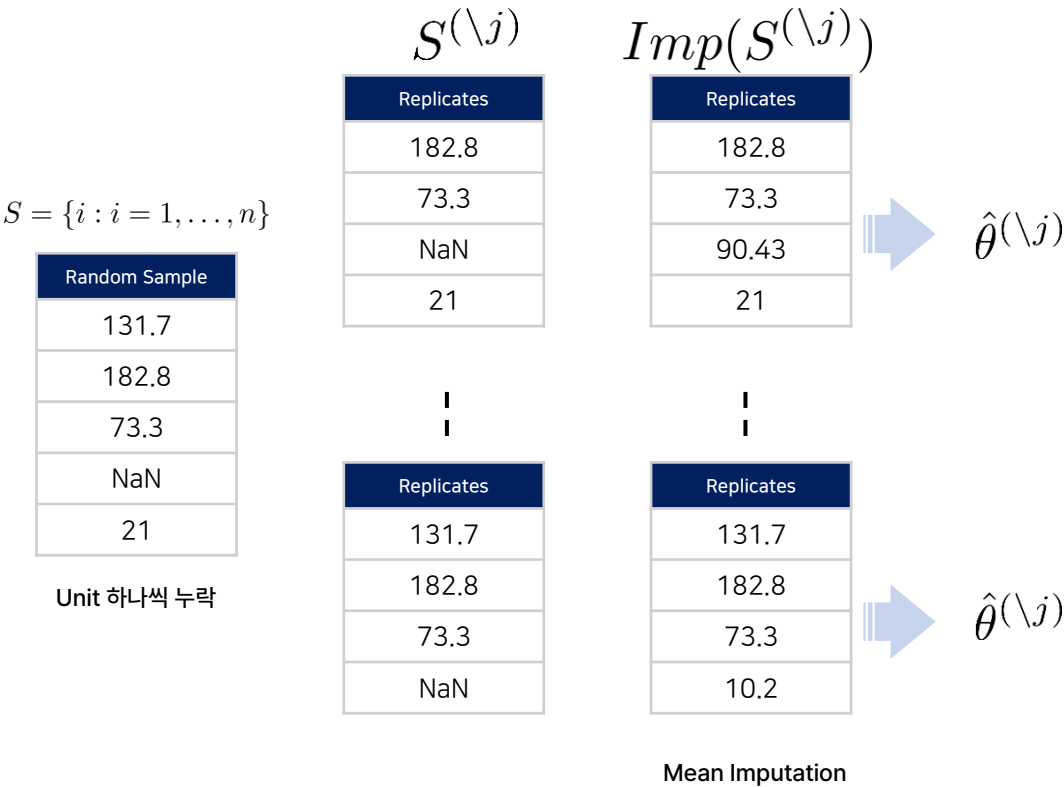 S = {i : i = 1, . . . , n}
Random Sample
131.7
182.8
73.3
NaN
21
Unit 하나씩 누락
S^(\j)
Replicates
182.8
73.3
NaN
21
Replicates
131.7
182.8
73.3
NaN
Imp(S^(\j))
Replicates
182.8
73.3
90.43
21
Replicates
131.7
182.8
73.3
10.2
Mean Imputation
θ̂^(\j)
θ̂^(\j)